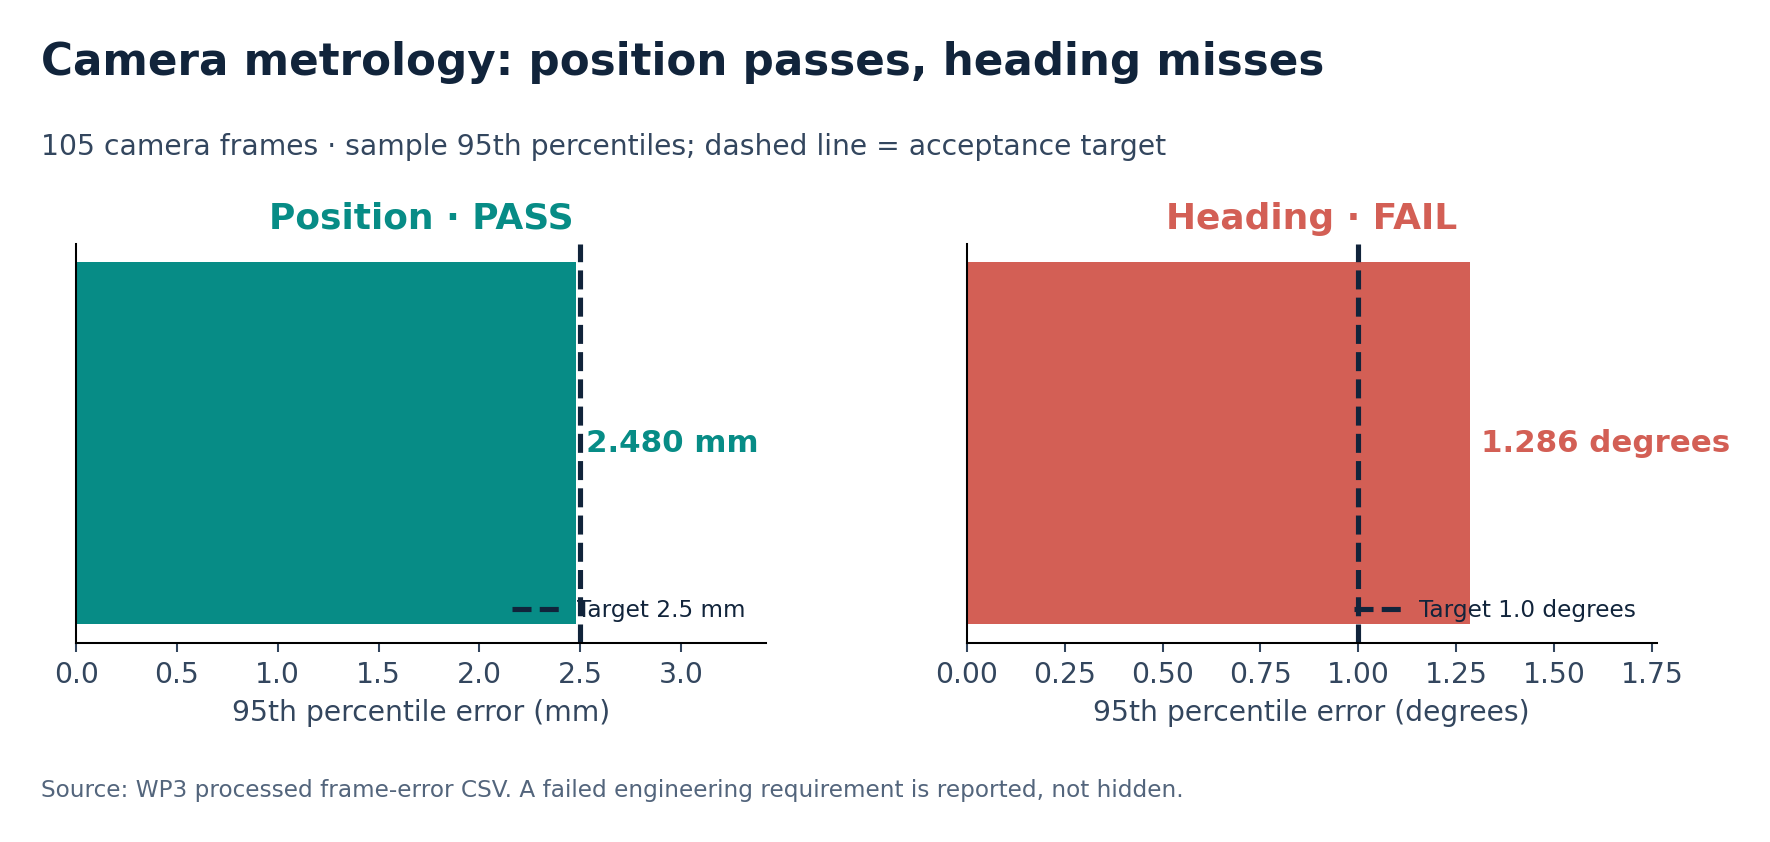 Camera metrology: position passes, heading misses
105 camera frames · sample 95th percentiles; dashed line = acceptance target
Position · PASS
2.480 mm
Target 2.5 mm
0.0 0.5 1.0 1.5 2.0 2.5 3.0
95th percentile error (mm)
Heading · FAIL
1.286 degrees
Target 1.0 degrees
0.00 0.25 0.50 0.75 1.00 1.25 1.50 1.75
95th percentile error (degrees)
Source: WP3 processed frame-error CSV. A failed engineering requirement is reported, not hidden.